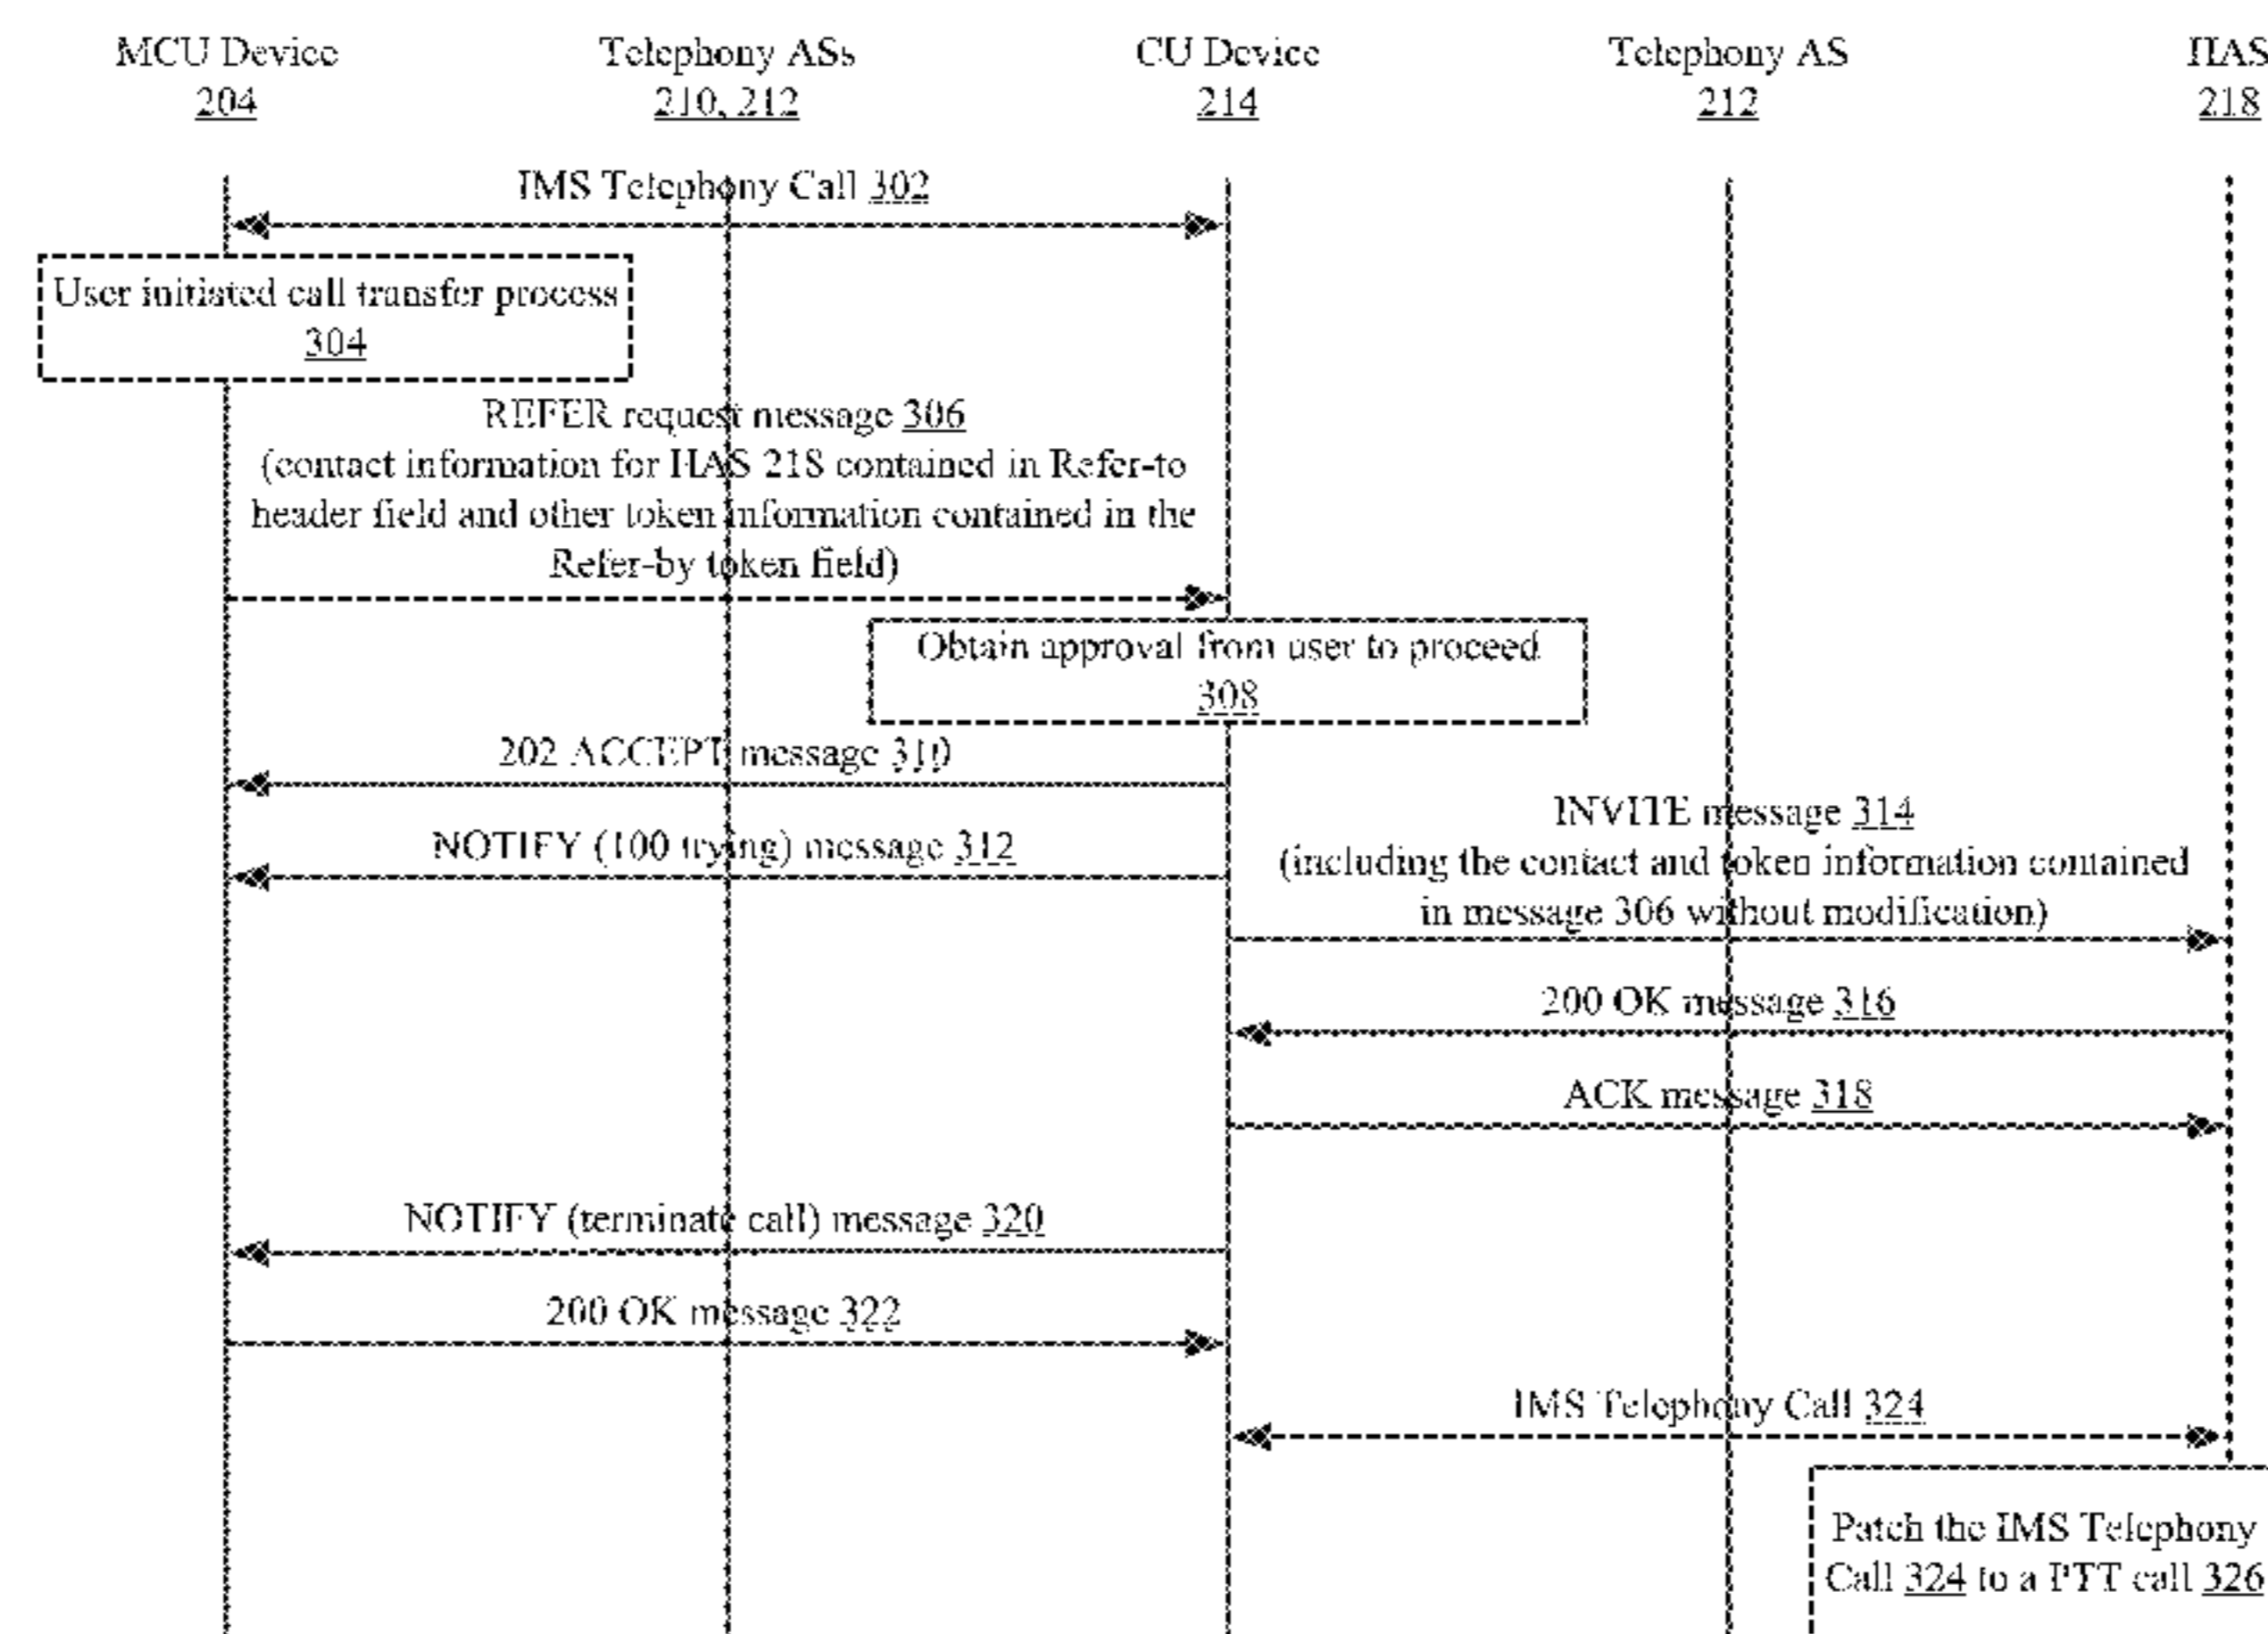 MCU Device
204
Telephony ASs
210, 212
CU Device
214
Telephony AS
212
HAS
218
IMS Telephony Call 302
User initiated call transfer process
304
REFER request message 306
(contact information for HAS 218 contained in Refer-to
header field and other token information contained in the
Refer-by token field)
Obtain approval from user to proceed
308
202 ACCEPT message 310
NOTIFY (100 trying) message 312
INVITE message 314
(including the contact and token information contained
in message 306 without modification)
200 OK message 316
ACK message 318
NOTIFY (terminate call) message 320
200 OK message 322
IMS Telephony Call 324
Patch the IMS Telephony
Call 324 to a PTT call 326